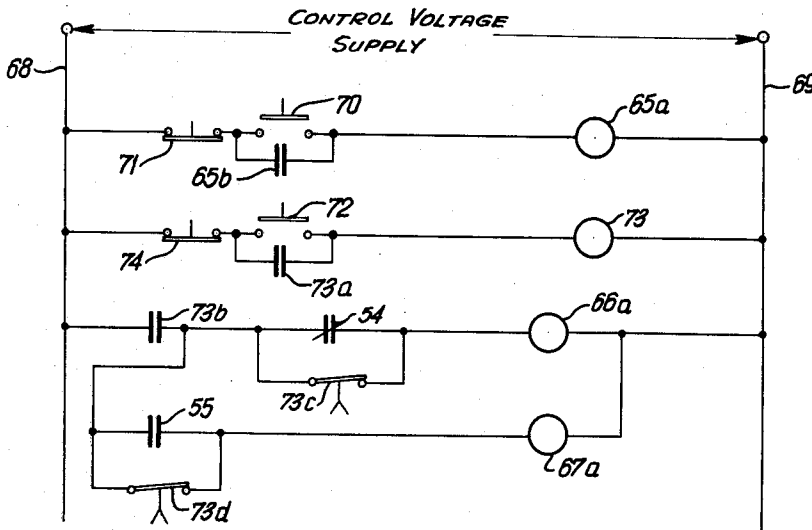 CONTROL VOLTAGE
SUPPLY
68
69
70
65a
71
65b
72
73
74
73a
73b
54
66a
73c
55
67a
73d